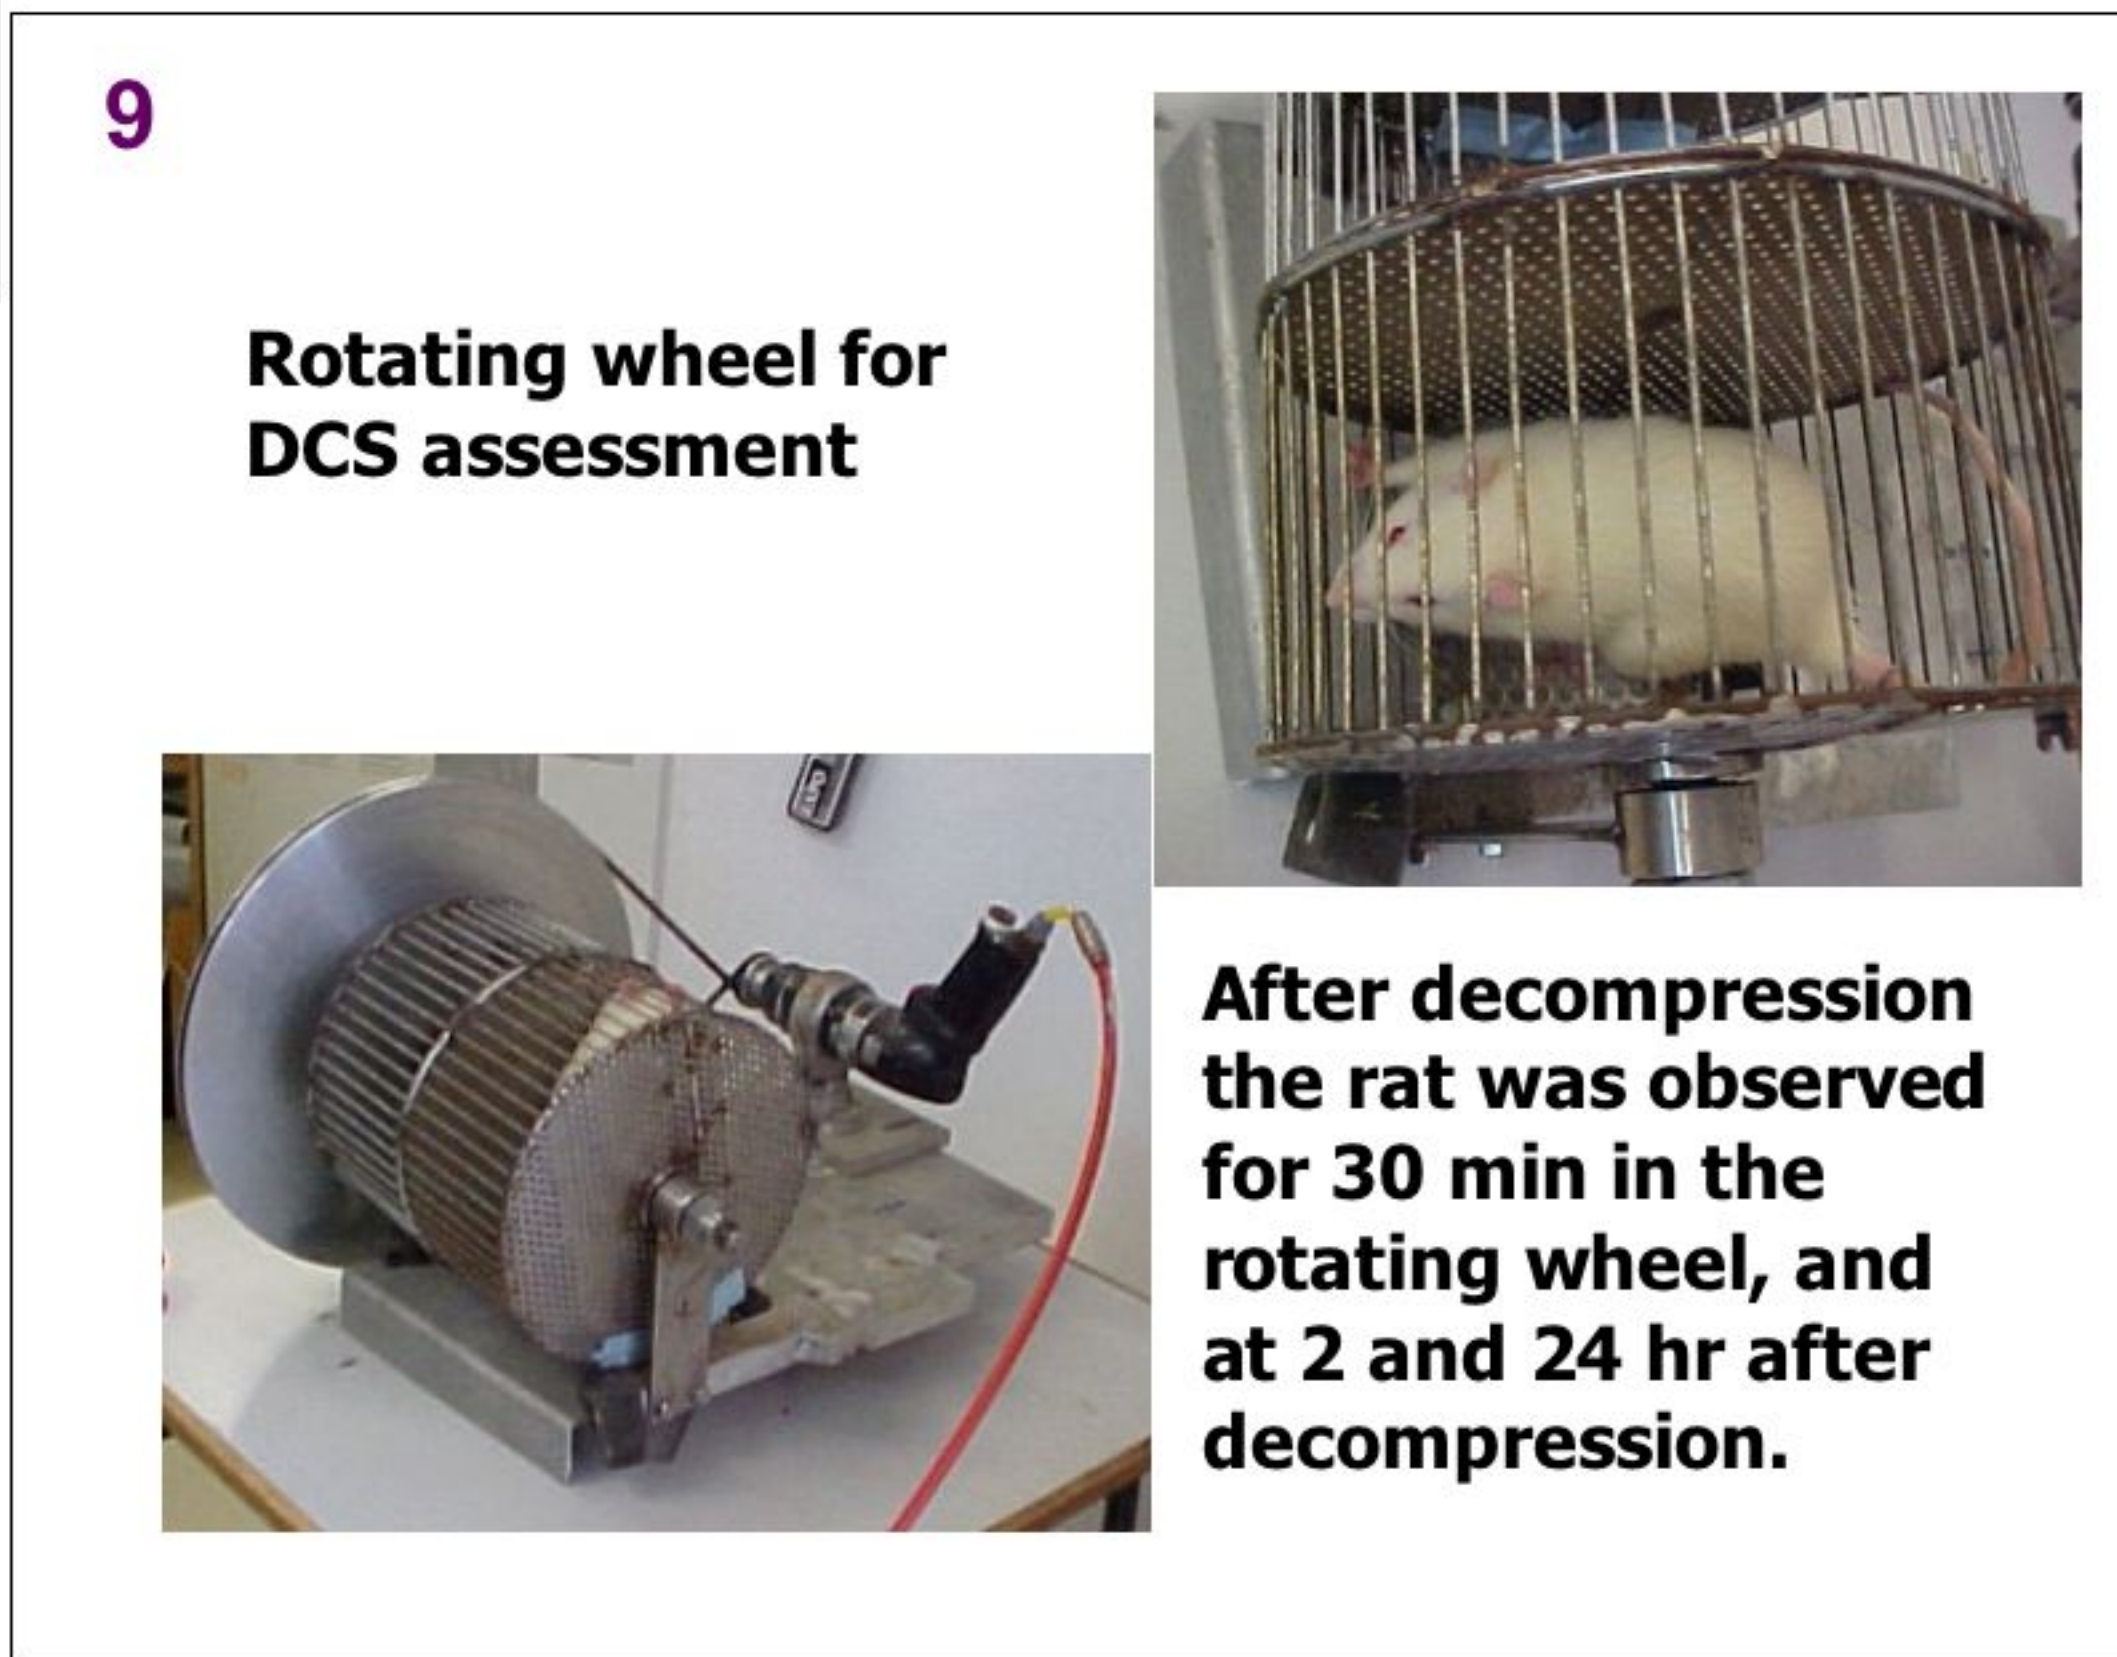 9
Rotating wheel for
DCS assessment
After decompression
the rat was observed
for 30 min in the
rotating wheel, and
at 2 and 24 hr after
decompression.